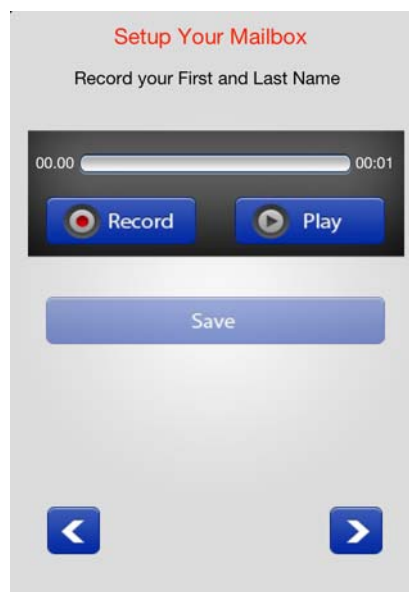 Setup Your Mailbox
Record your First and Last Name
00.00 00:01
Record Play
Save